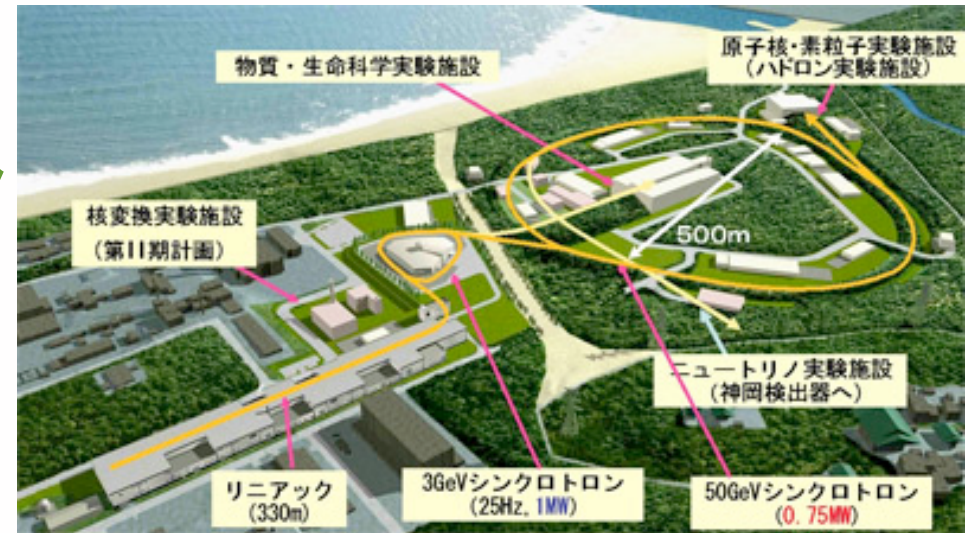 物質・生命科学実験施設
原子核・素粒子実験施設
(ハドロン実験施設)
核変換実験施設
(第II期計画)
500m
ニュートリノ実験施設
(神岡検出器へ)
リニアック
(330m)
3GeVシンクロトロン
(25Hz, 1MW)
50GeVシンクロトロン
(0.75MW)